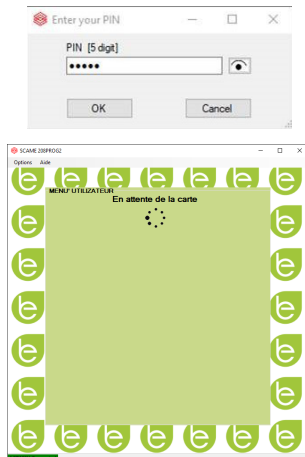 Enter your PIN
PIN [5 digit]
•••••
OK Cancel
SCAME 208PROG2
Options Aide
MENU' UTILIZATEUR
En attente de la carte